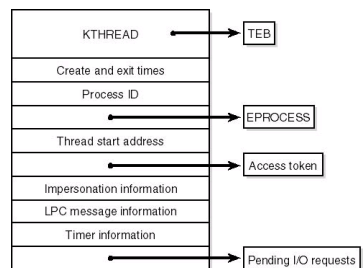 KTHREAD
TEB
Create and exit times
Process ID
EPROCESS
Thread start address
Access token
Impersonation information
LPC message information
Timer information
Pending I/O requests